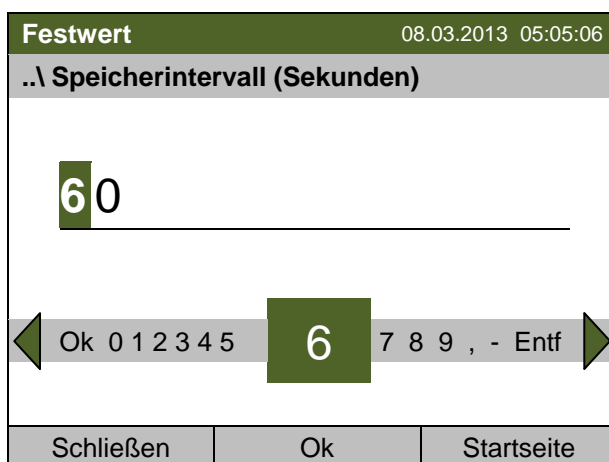 Festwert 08.03.2013 05:05:06
..\ Speicherintervall (Sekunden)
60
Ok 0 1 2 3 4 5 6 7 8 9 , - Entf
Schließen Ok Startseite